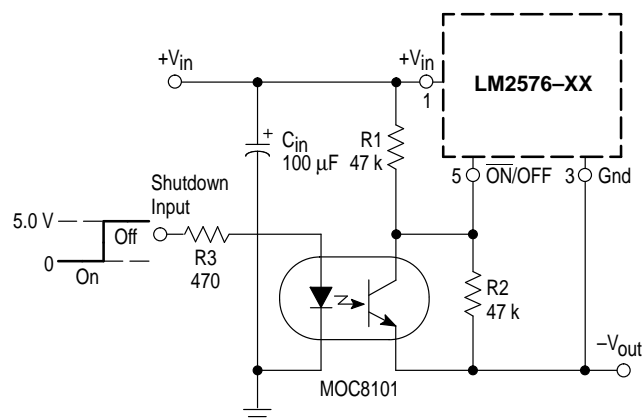 +Vin
+Vin
1
LM2576–XX
Cin
100 µF
R1
47 k
5
ON/OFF
3
Gnd
Shutdown
Input
5.0 V
Off
0
On
R3
470
R2
47 k
–Vout
MOC8101